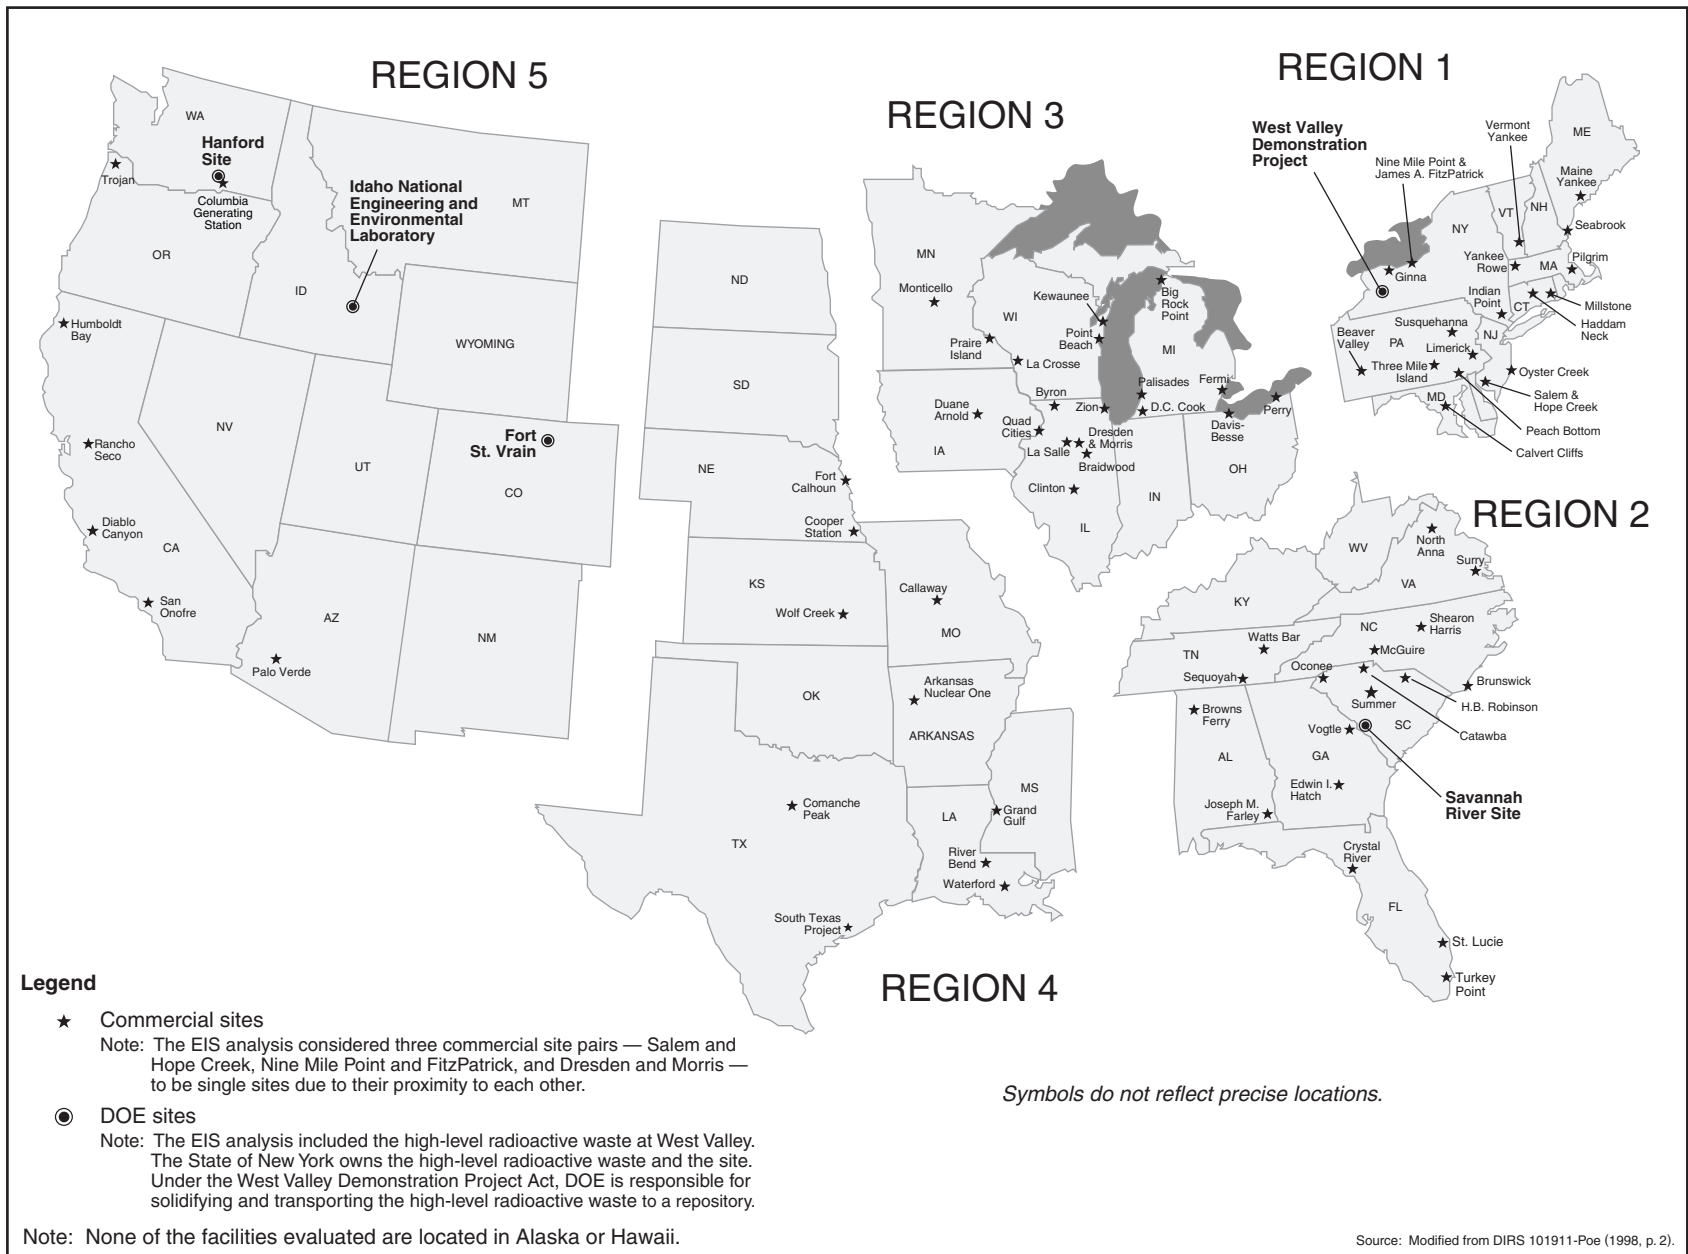 REGION 5
WA
Hanford
Site
Trojan
Columbia
Generating
Station
Idaho National
Engineering and
Environmental
Laboratory
MT
OR
ID
Humboldt
Bay
WYOMING
NV
Rancho
Seco
UT
Fort
St. Vrain
CO
Diablo
Canyon
CA
San
Onofre
AZ
NM
Palo Verde
REGION 3
MN
Monticello
Kewaunee
Big
Rock
Point
WI
Point
Beach
Praire
Island
La Crosse
MI
Palisades
Fermi
Byron
Zion
D.C. Cook
Perry
Duane
Arnold
Quad
Cities
Dresden
& Morris
Davis-
Besse
La Salle
Braidwood
IA
Clinton
OH
IN
IL
REGION 1
West Valley
Demonstration
Project
Vermont
Yankee
Nine Mile Point &
James A. FitzPatrick
ME
Maine
Yankee
VT
NH
NY
Seabrook
Yankee
Rowe
MA
Pilgrim
Ginna
Indian
Point
CT
Millstone
Haddam
Neck
Susquehanna
Beaver
Valley
PA
NJ
Limerick
Three Mile
Island
Oyster Creek
MD
Salem &
Hope Creek
Peach Bottom
Calvert Cliffs
REGION 2
WV
North
Anna
Surry
VA
KY
NC
Shearon
Harris
Watts Bar
McGuire
TN
Oconee
Sequoyah
Brunswick
Summer
H.B. Robinson
Browns
Ferry
Vogtle
SC
Catawba
AL
GA
Edwin I.
Hatch
Savannah
River Site
Joseph M.
Farley
Crystal
River
FL
St. Lucie
Turkey
Point
ND
SD
NE
Fort
Calhoun
Cooper
Station
KS
Callaway
Wolf Creek
MO
OK
Arkansas
Nuclear One
ARKANSAS
MS
Comanche
Peak
LA
Grand
Gulf
TX
River
Bend
Waterford
South Texas
Project
REGION 4
Legend
Commercial sites
Note: The EIS analysis considered three commercial site pairs — Salem and
Hope Creek, Nine Mile Point and FitzPatrick, and Dresden and Morris —
to be single sites due to their proximity to each other.
DOE sites
Note: The EIS analysis included the high-level radioactive waste at West Valley.
The State of New York owns the high-level radioactive waste and the site.
Under the West Valley Demonstration Project Act, DOE is responsible for
solidifying and transporting the high-level radioactive waste to a repository.
Symbols do not reflect precise locations.
Note: None of the facilities evaluated are located in Alaska or Hawaii.
Source: Modified from DIRS 101911-Poe (1998, p. 2).